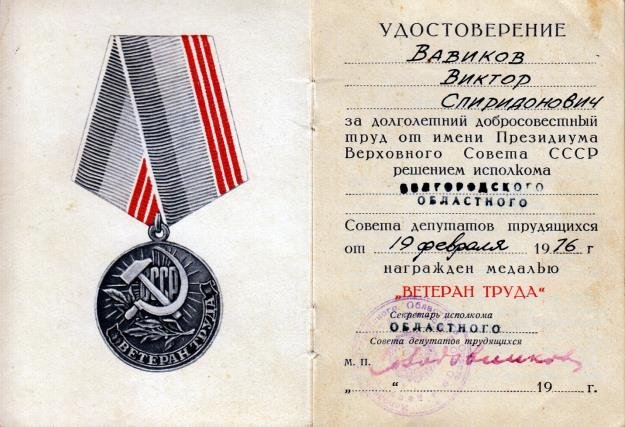 СССР
ВЕТЕРАН ТРУДА
УДОСТОВЕРЕНИЕ
Вавиков
Виктор
Спиридонович
за долголетний добросовестный
труд от имени Президиума
Верховного Совета СССР
решением исполкома
БЕЛГОРОДСКОГО
ОБЛАСТНОГО
Совета депутатов трудящихся
от 19 февраля 1976 г
награжден медалью
„ВЕТЕРАН ТРУДА“
Секретарь исполкома
ОБЛАСТНОГО
Совета депутатов трудящихся
М. П.
„ “ 19 г.